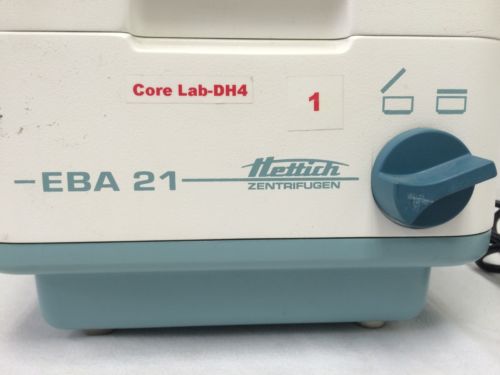 Core Lab-DH4
1
EBA 21
Hettich
ZENTRIFUGEN